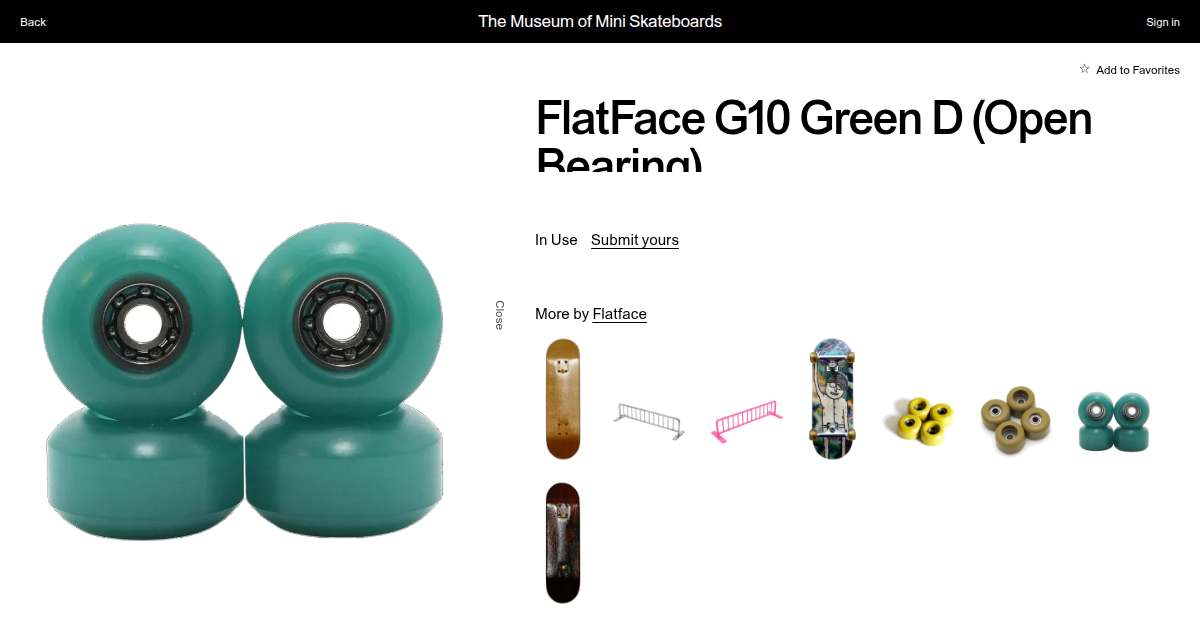 Back
The Museum of Mini Skateboards
Sign in
☆ Add to Favorites
FlatFace G10 Green D (Open
Bearing)
In Use Submit yours
Close
More by Flatface